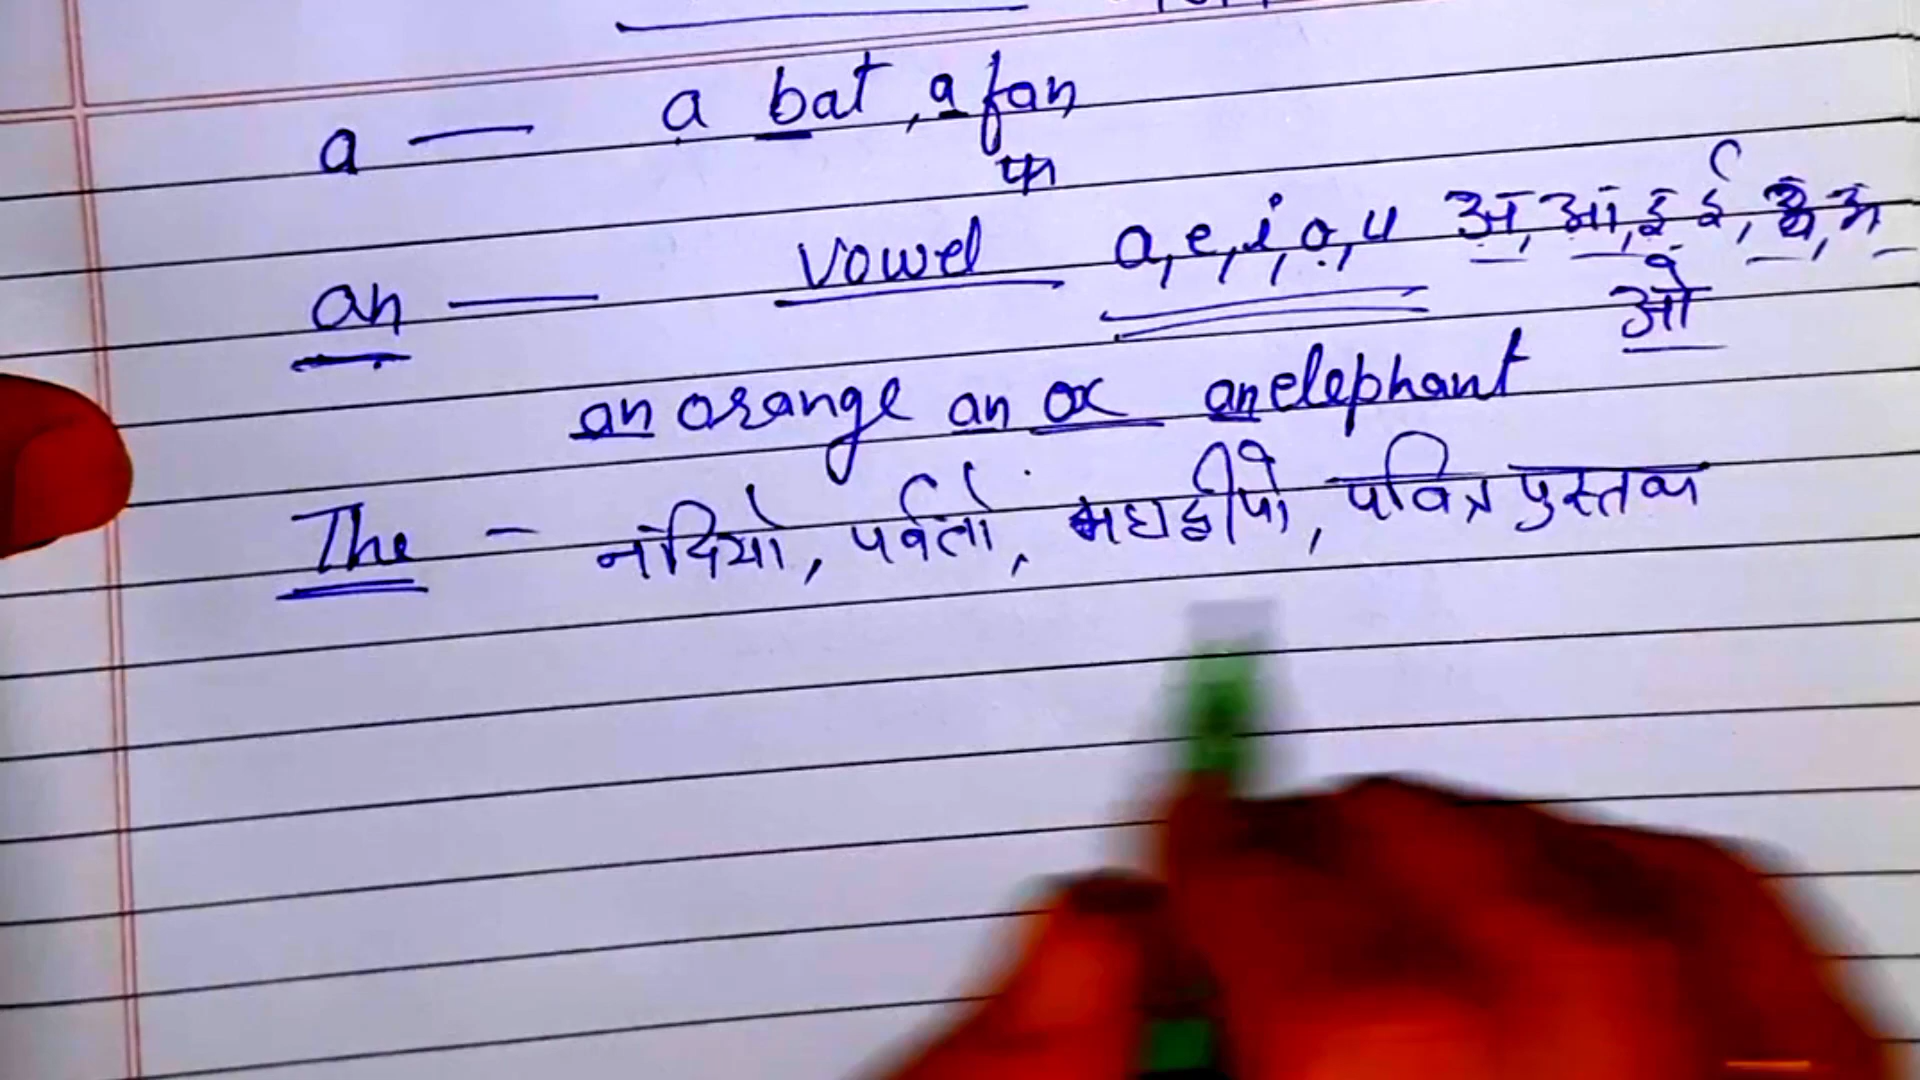 a — a bat, a fan
फ
an — vowel a, e, i, o, u अ, आ, इ ई,
ओ
an orange an ox an elephant
The - नदियो, पर्वतो, महाद्वीपो, पवित्र पुस्तक